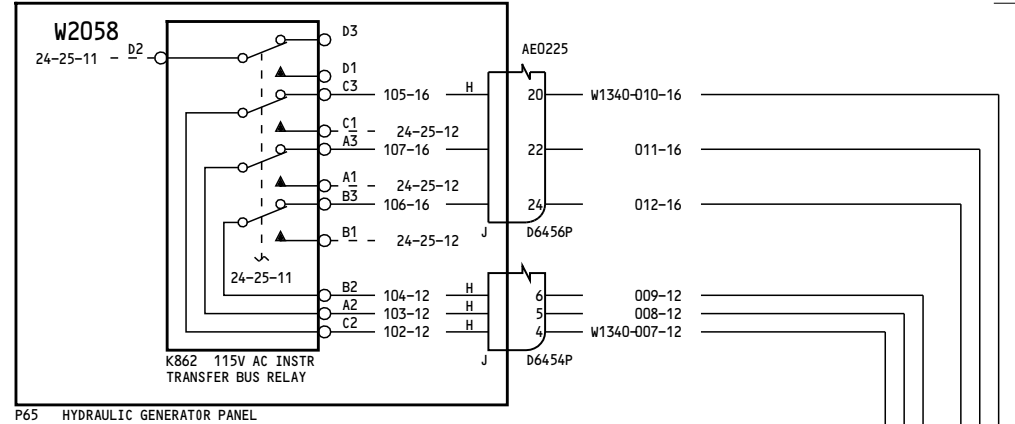 W2058
24-25-11 D2
D3
D1
C3 105-16 H
C1 24-25-12
A3 107-16
A1 24-25-12
B3 106-16
B1 24-25-12
24-25-11
B2 104-12 H
A2 103-12 H
C2 102-12 H
K862 115V AC INSTR
TRANSFER BUS RELAY
P65 HYDRAULIC GENERATOR PANEL
AE0225
20 W1340-010-16
22 011-16
24 012-16
J D6456P
6 009-12
5 008-12
4 W1340-007-12
J D6454P